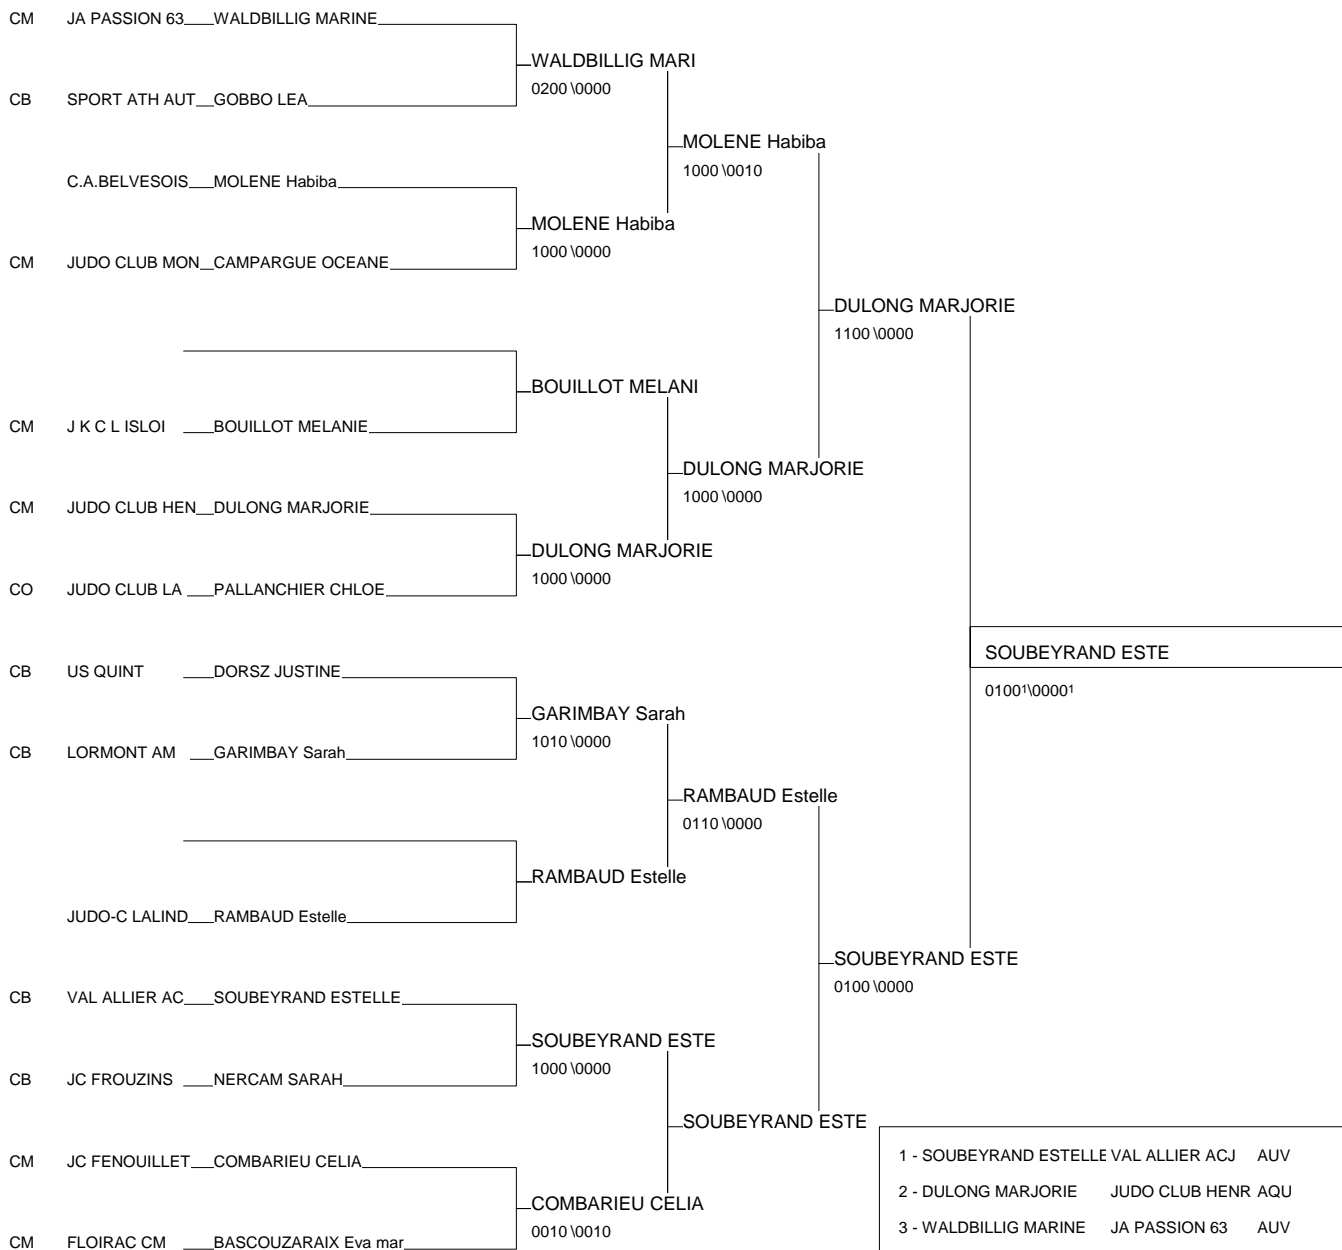 CM JA PASSION 63 WALDBILLIG MARINE
WALDBILLIG MARI
0200 \0000
CB SPORT ATH AUT GOBBO LEA
MOLENE Habiba
1000 \0010
C.A.BELVESOIS MOLENE Habiba
MOLENE Habiba
1000 \0000
CM JUDO CLUB MON CAMPARGUE OCEANE
DULONG MARJORIE
1100 \0000
BOUILLOT MELANI
CM J K C L ISLOI BOUILLOT MELANIE
DULONG MARJORIE
1000 \0000
CM JUDO CLUB HEN DULONG MARJORIE
DULONG MARJORIE
1000 \0000
CO JUDO CLUB LA PALLANCHIER CHLOE
SOUBEYRAND ESTE
0100¹\0000¹
CB US QUINT DORSZ JUSTINE
GARIMBAY Sarah
1010 \0000
CB LORMONT AM GARIMBAY Sarah
RAMBAUD Estelle
0110 \0000
RAMBAUD Estelle
JUDO-C LALIND RAMBAUD Estelle
SOUBEYRAND ESTE
0100 \0000
CB VAL ALLIER AC SOUBEYRAND ESTELLE
SOUBEYRAND ESTE
1000 \0000
CB JC FROUZINS NERCAM SARAH
SOUBEYRAND ESTE
CM JC FENOUILLET COMBARIEU CELIA
COMBARIEU CELIA
0010 \0010
CM FLOIRAC CM BASCOUZARAIX Eva mar
1 - SOUBEYRAND ESTELLE VAL ALLIER ACJ AUV
2 - DULONG MARJORIE JUDO CLUB HENR AQU
3 - WALDBILLIG MARINE JA PASSION 63 AUV